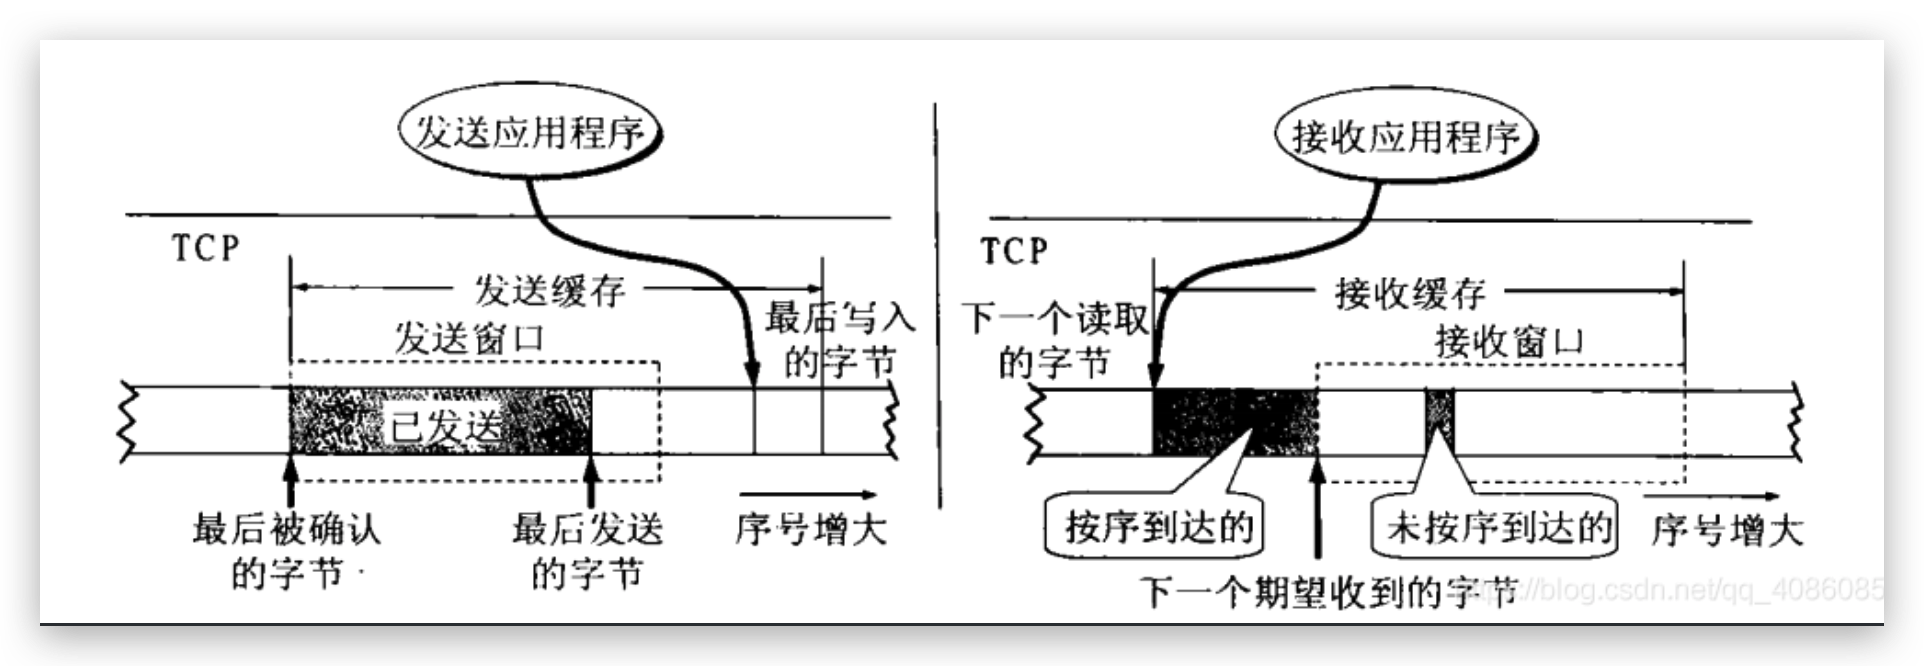 发送应用程序
TCP
发送缓存
发送窗口
最后写入
的字节
已发送
最后被确认
的字节
最后发送
的字节
序号增大
接收应用程序
TCP
接收缓存
下一个读取
的字节
接收窗口
按序到达的
未按序到达的
序号增大
下一个期望收到的字节
https://blog.csdn.net/qq_4086085